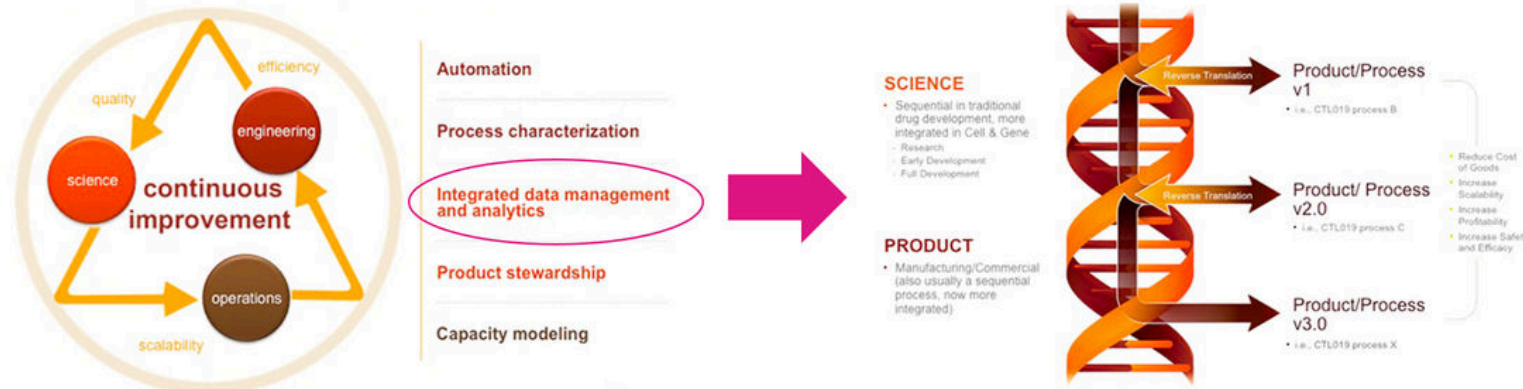 efficiency
quality
engineering
science
continuous
improvement
operations
scalability
Automation
Process characterization
Integrated data management
and analytics
Product stewardship
Capacity modeling
SCIENCE
• Sequential in traditional
drug development, more
integrated in Cell & Gene
- Research
- Early Development
- Full Development
PRODUCT
• Manufacturing/Commercial
(also usually a sequential
process, now more
integrated)
Reverse Translation
Product/Process
v1
• i.e., CTL019 process B
Reverse Translation
Product/ Process
v2.0
• i.e., CTL019 process C
Product/Process
v3.0
• i.e., CTL019 process X
• Reduce Cost
of Goods
• Increase
Scalability
• Increase
Profitability
• Increase Safet
and Efficacy